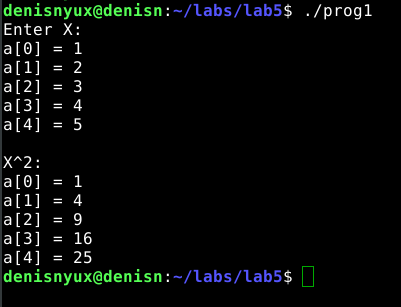 denisnyux@denisn:~/labs/lab5$ ./prog1
Enter X:
a[0] = 1
a[1] = 2
a[2] = 3
a[3] = 4
a[4] = 5

X^2:
a[0] = 1
a[1] = 4
a[2] = 9
a[3] = 16
a[4] = 25
denisnyux@denisn:~/labs/lab5$